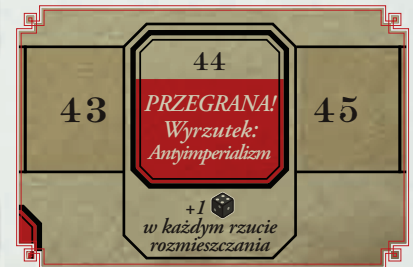 44
43
PRZEGRANA!
Wyrzutek:
Antyimperializm
45
+1
w każdym rzucie
rozmieszczania